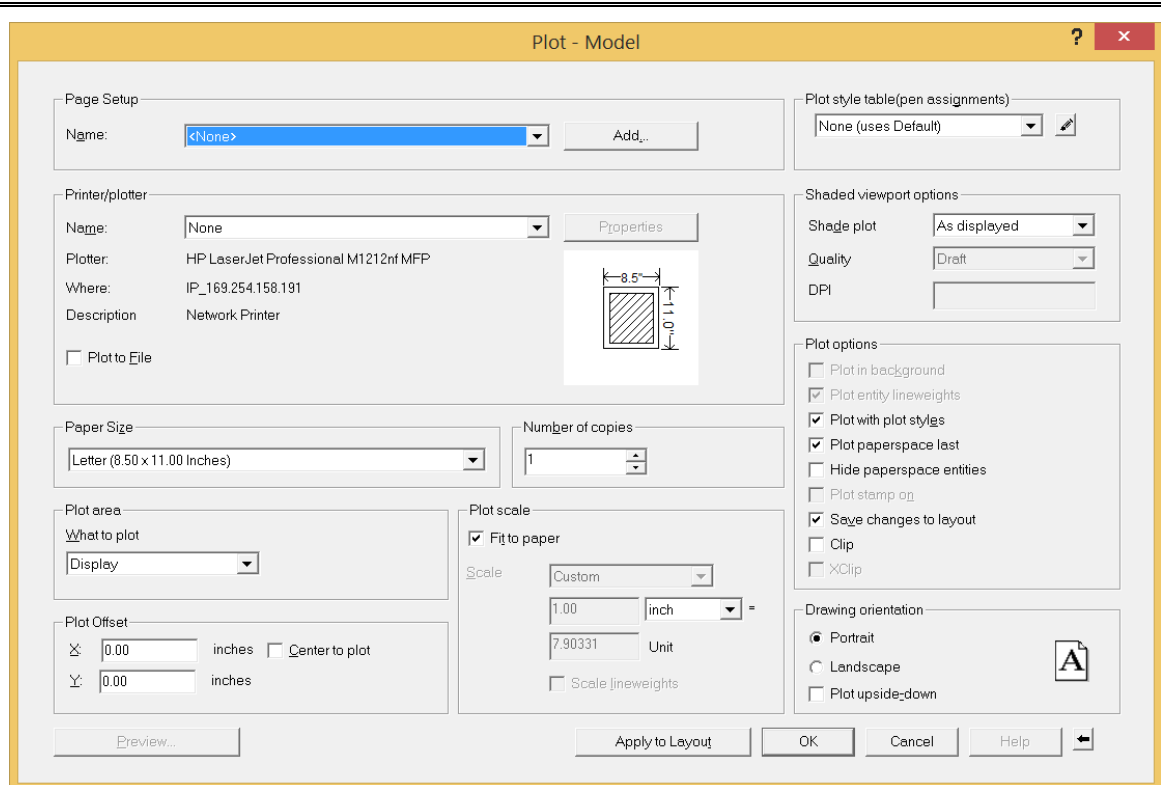 Plot - Model
?
×
Page Setup
Name:
<None>
Add...
Plot style table(pen assignments)
None (uses Default)
Printer/plotter
Name:
None
Properties
Plotter:
HP LaserJet Professional M1212nf MFP
Where:
IP_169.254.158.191
Description
Network Printer
Plot to File
8.5"
11.0"
Shaded viewport options
Shade plot
As displayed
Quality
Draft
DPI
Paper Size
Letter (8.50 x 11.00 Inches)
Number of copies
1
Plot options
Plot in background
Plot entity lineweights
Plot with plot styles
Plot paperspace last
Hide paperspace entities
Plot stamp on
Save changes to layout
Clip
XClip
Plot area
What to plot
Display
Plot scale
Fit to paper
Scale
Custom
1.00
inch
=
7.90331
Unit
Scale lineweights
Plot Offset
X:
0.00
inches
Center to plot
Y:
0.00
inches
Drawing orientation
Portrait
Landscape
Plot upside-down
A
Preview...
Apply to Layout
OK
Cancel
Help